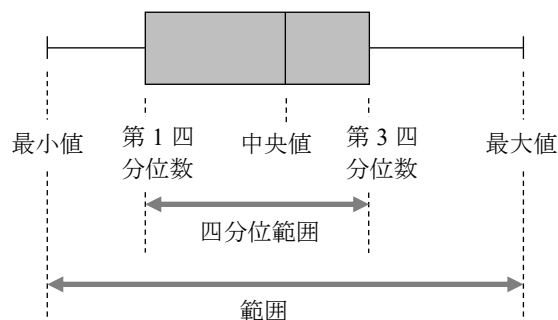 最小値
第1四
分位数
中央値
第3四
分位数
最大値
四分位範囲
範囲